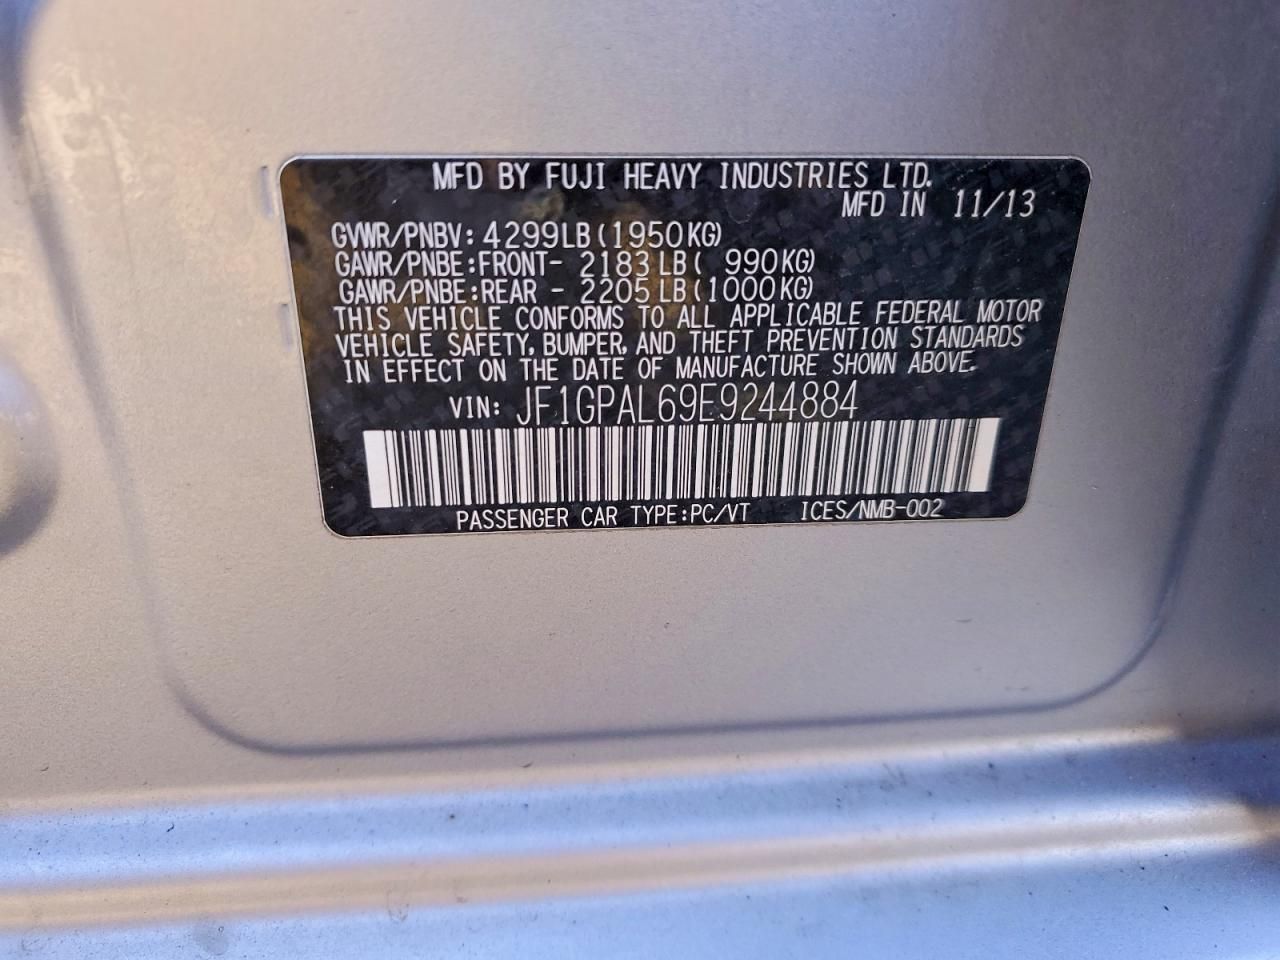 MFD BY FUJI HEAVY INDUSTRIES LTD.
MFD IN 11/13
GVWR/PNBV: 4299LB(1950KG)
GAWR/PNBE:FRONT- 2183LB( 990KG)
GAWR/PNBE:REAR - 2205LB(1000KG)
THIS VEHICLE CONFORMS TO ALL APPLICABLE FEDERAL MOTOR
VEHICLE SAFETY, BUMPER, AND THEFT PREVENTION STANDARDS
IN EFFECT ON THE DATE OF MANUFACTURE SHOWN ABOVE.
VIN: JF1GPAL69E9244884
PASSENGER CAR TYPE:PC/VT ICES/NMB-002